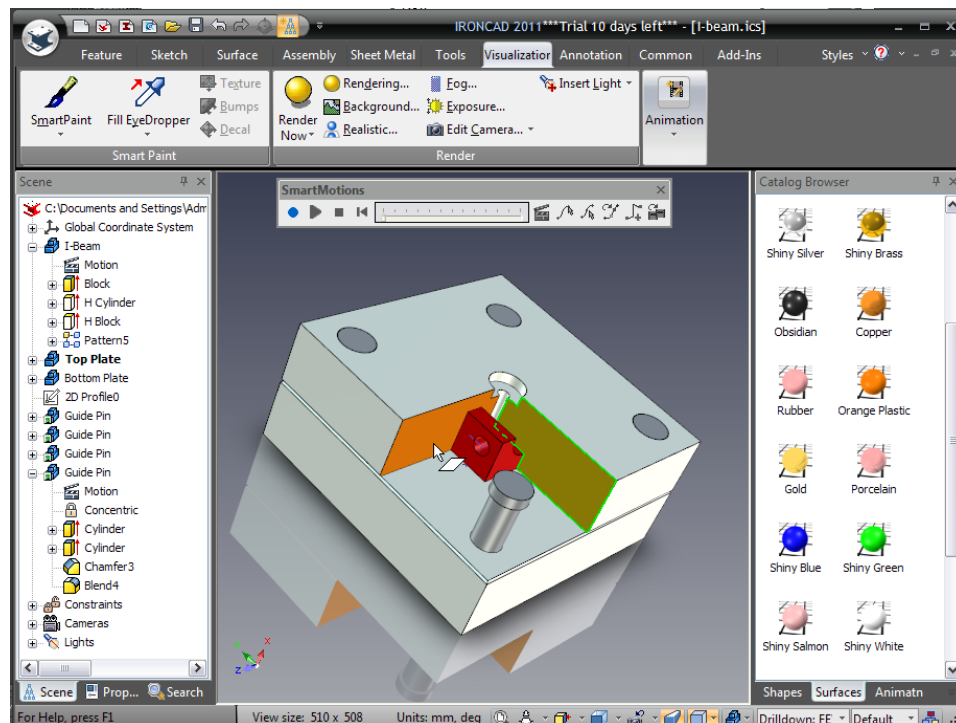 IRONCAD 2011***Trial 10 days left*** - [I-beam.ics]
Feature Sketch Surface Assembly Sheet Metal Tools Visualization Annotation Common Add-Ins Styles
SmartPaint
Fill EyeDropper
Texture
Bumps
Decal
Smart Paint
Render Now
Rendering...
Background...
Realistic...
Fog...
Exposure...
Edit Camera...
Insert Light
Render
Animation
Scene
C:\Documents and Settings\Adm
Global Coordinate System
I-Beam
Motion
Block
H Cylinder
H Block
Pattern5
Top Plate
Bottom Plate
2D Profile0
Guide Pin
Guide Pin
Guide Pin
Guide Pin
Motion
Concentric
Cylinder
Cylinder
Chamfer3
Blend4
Constraints
Cameras
Lights
Scene Prop... Search
SmartMotions
X
Z
Catalog Browser
Shiny Silver Shiny Brass
Obsidian Copper
Rubber Orange Plastic
Gold Porcelain
Shiny Blue Shiny Green
Shiny Salmon Shiny White
Shapes Surfaces Animatn
For Help, press F1 View size: 510 x 508 Units: mm, deg Drilldown: FE Default